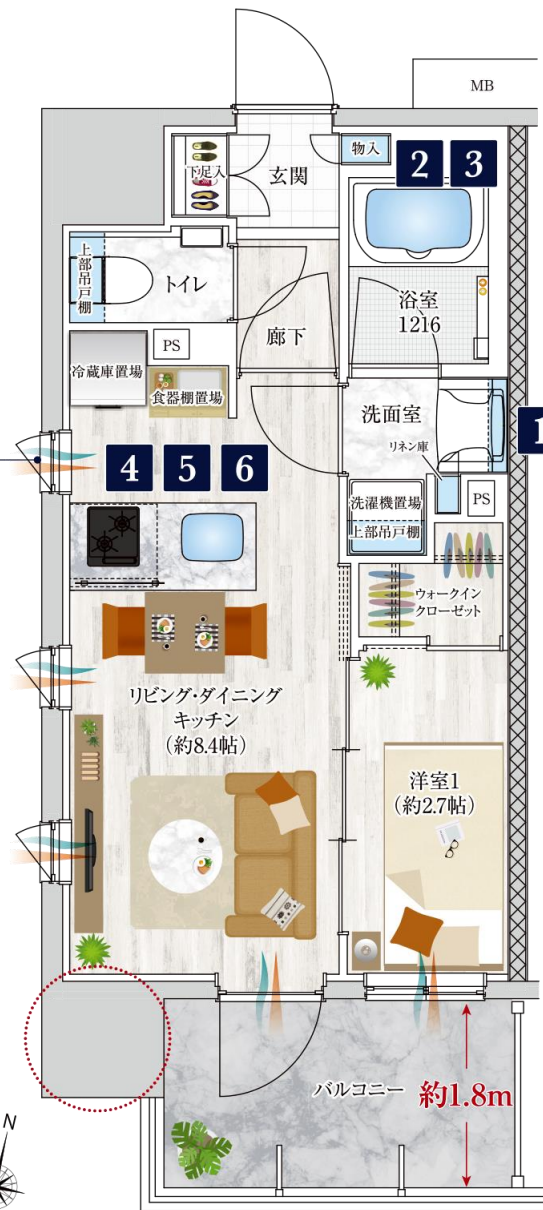 MB
物入
2 3
下足入
玄関
上部吊戸棚
トイレ
浴室
1216
廊下
PS
冷蔵庫置場
食器棚置場
洗面室
リネン庫
1
4 5 6
洗濯機置場
上部吊戸棚
PS
ウォークイン
クローゼット
リビング・ダイニング
キッチン
(約8.4帖)
洋室1
(約2.7帖)
バルコニー
約1.8m
N